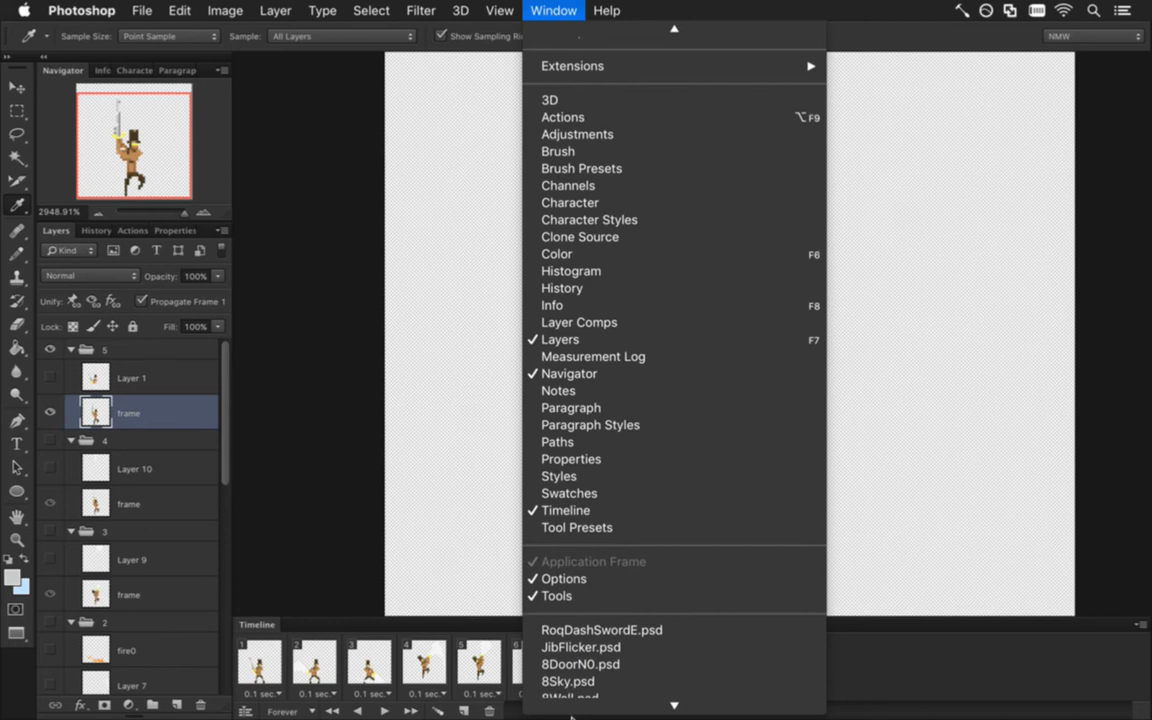 Photoshop File Edit Image Layer Type Select Filter 3D View Window Help
Sample Size: Point Sample Sample: All Layers Show Sampling Ri NMW
Navigator Info Characte Paragrap
2948.91%
Layers History Actions Properties
Kind
Normal Opacity: 100%
Unify: Propagate Frame 1
Lock: Fill: 100%
5
Layer 1
frame
4
Layer 10
frame
3
Layer 9
frame
2
fire0
Layer 7
Extensions
3D
Actions ⌥F9
Adjustments
Brush
Brush Presets
Channels
Character
Character Styles
Clone Source
Color F6
Histogram
History
Info F8
Layer Comps
✓ Layers F7
Measurement Log
✓ Navigator
Notes
Paragraph
Paragraph Styles
Paths
Properties
Styles
Swatches
✓ Timeline
Tool Presets
✓ Application Frame
✓ Options
✓ Tools
RoqDashSwordE.psd
JibFlicker.psd
8DoorN0.psd
8Sky.psd
Timeline
1 2 3 4 5 6
0.1 sec. 0.1 sec. 0.1 sec. 0.1 sec. 0.1 sec.
Forever